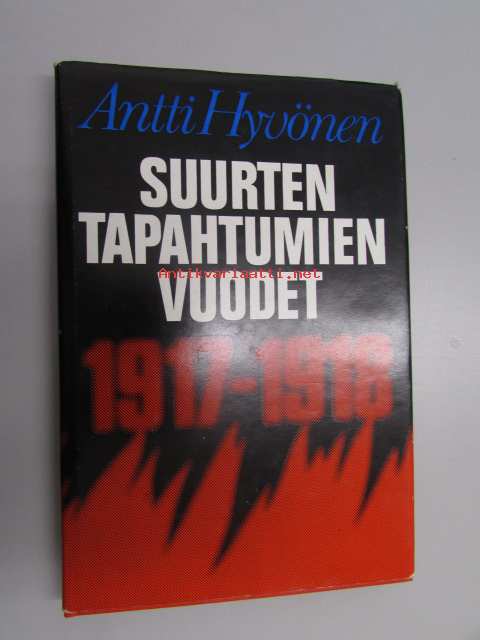 Antti Hyvönen
SUURTEN
TAPAHTUMIEN
Antikvariaatti.net
VUODET
1917-1918